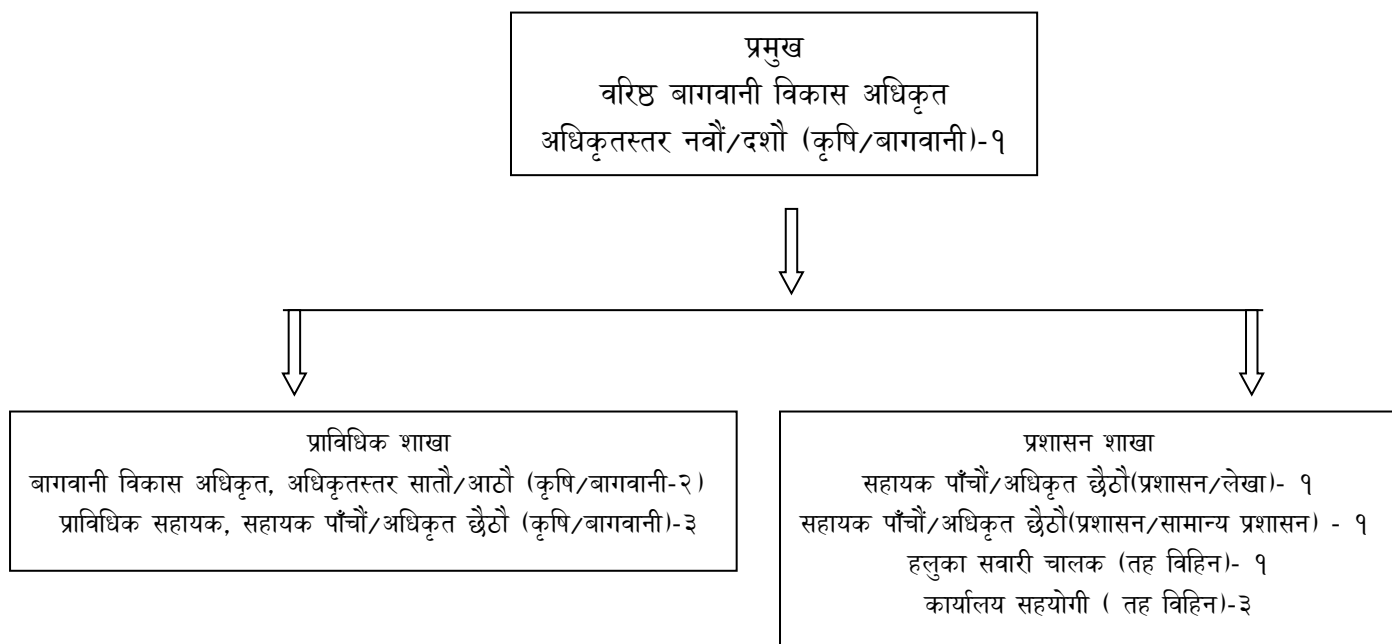 प्रमुख
वरिष्ठ बागवानी विकास अधिकृत
अधिकृतस्तर नवौं/दशौ (कृषि/बागवानी)-१
प्राविधिक शाखा
बागवानी विकास अधिकृत, अधिकृतस्तर सातौ/आठौ (कृषि/बागवानी-२)
प्राविधिक सहायक, सहायक पाँचौं/अधिकृत छैठौ (कृषि/बागवानी)-३
प्रशासन शाखा
सहायक पाँचौं/अधिकृत छैठौ(प्रशासन/लेखा)- १
सहायक पाँचौं/अधिकृत छैठौ(प्रशासन/सामान्य प्रशासन) - १
हलुका सवारी चालक (तह विहिन)- १
कार्यालय सहयोगी ( तह विहिन)-३